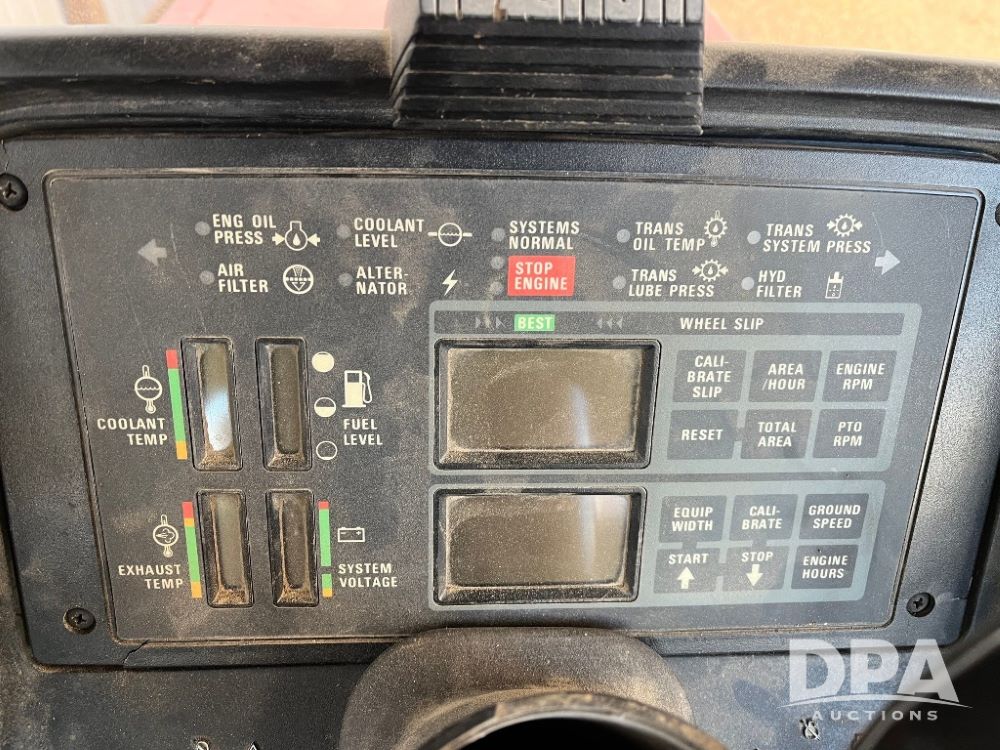 ENG OIL
PRESS
COOLANT
LEVEL
SYSTEMS
NORMAL
TRANS
OIL TEMP
TRANS
SYSTEM PRESS
AIR
FILTER
ALTER-
NATOR
STOP
ENGINE
TRANS
LUBE PRESS
HYD
FILTER
BEST
WHEEL SLIP
COOLANT
TEMP
FUEL
LEVEL
CALI-
BRATE
SLIP
AREA
/HOUR
ENGINE
RPM
RESET
TOTAL
AREA
PTO
RPM
EXHAUST
TEMP
SYSTEM
VOLTAGE
EQUIP
WIDTH
CALI-
BRATE
GROUND
SPEED
START
STOP
ENGINE
HOURS
DPA
AUCTIONS